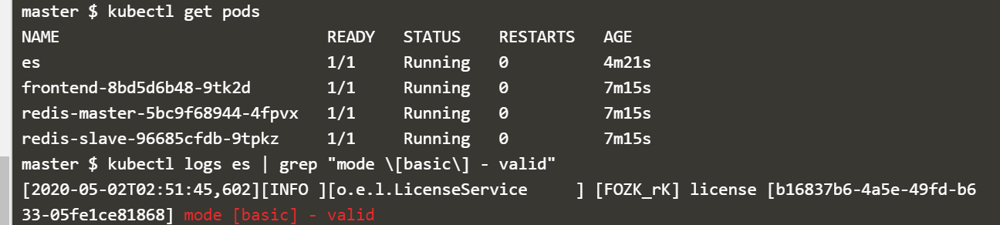 master $ kubectl get pods
NAME                            READY   STATUS    RESTARTS   AGE
es                              1/1     Running   0          4m21s
frontend-8bd5d6b48-9tk2d        1/1     Running   0          7m15s
redis-master-5bc9f68944-4fpvx   1/1     Running   0          7m15s
redis-slave-96685cfdb-9tpkz     1/1     Running   0          7m15s
master $ kubectl logs es | grep "mode \[basic\] - valid"
[2020-05-02T02:51:45,602][INFO ][o.e.l.LicenseService     ] [FOZK_rK] license [b16837b6-4a5e-49fd-b6
33-05fe1ce81868] mode [basic] - valid